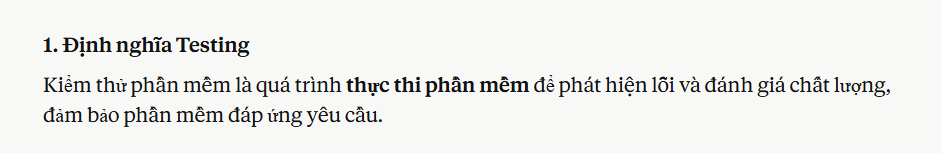 1. Định nghĩa Testing
Kiểm thử phần mềm là quá trình thực thi phần mềm để phát hiện lỗi và đánh giá chất lượng,
đảm bảo phần mềm đáp ứng yêu cầu.